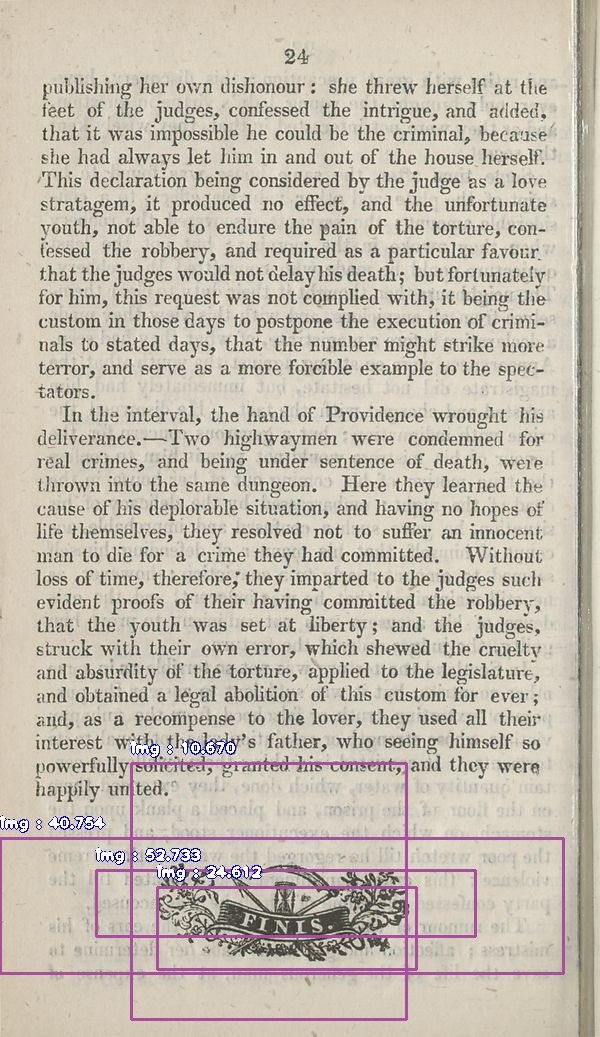 24
publishing her own dishonour: she threw herself at the
feet of the judges, confessed the intrigue, and added,
that it was impossible he could be the criminal, because
she had always let him in and out of the house herself.
This declaration being considered by the judge as a love
stratagem, it produced no effect, and the unfortunate
youth, not able to endure the pain of the torture, con-
fessed the robbery, and required as a particular favour
that the judges would not delay his death; but fortunately
for him, this request was not complied with, it being the
custom in those days to postpone the execution of crimi-
nals to stated days, that the number might strike more
terror, and serve as a more forcible example to the spec-
tators.
In the interval, the hand of Providence wrought his
deliverance.—Two highwaymen were condemned for
real crimes, and being under sentence of death, were
thrown into the same dungeon. Here they learned the
cause of his deplorable situation, and having no hopes of
life themselves, they resolved not to suffer an innocent
man to die for a crime they had committed. Without
loss of time, therefore, they imparted to the judges such
evident proofs of their having committed the robbery,
that the youth was set at liberty; and the judges,
struck with their own error, which shewed the cruelty
and absurdity of the torture, applied to the legislature,
and obtained a legal abolition of this custom for ever;
and, as a recompense to the lover, they used all their
interest with the lady's father, who seeing himself so
img : 10.670
powerfully solicited, granted his consent, and they were
happily united.
img : 40.754
img : 52.733
img : 24.612
FINIS.